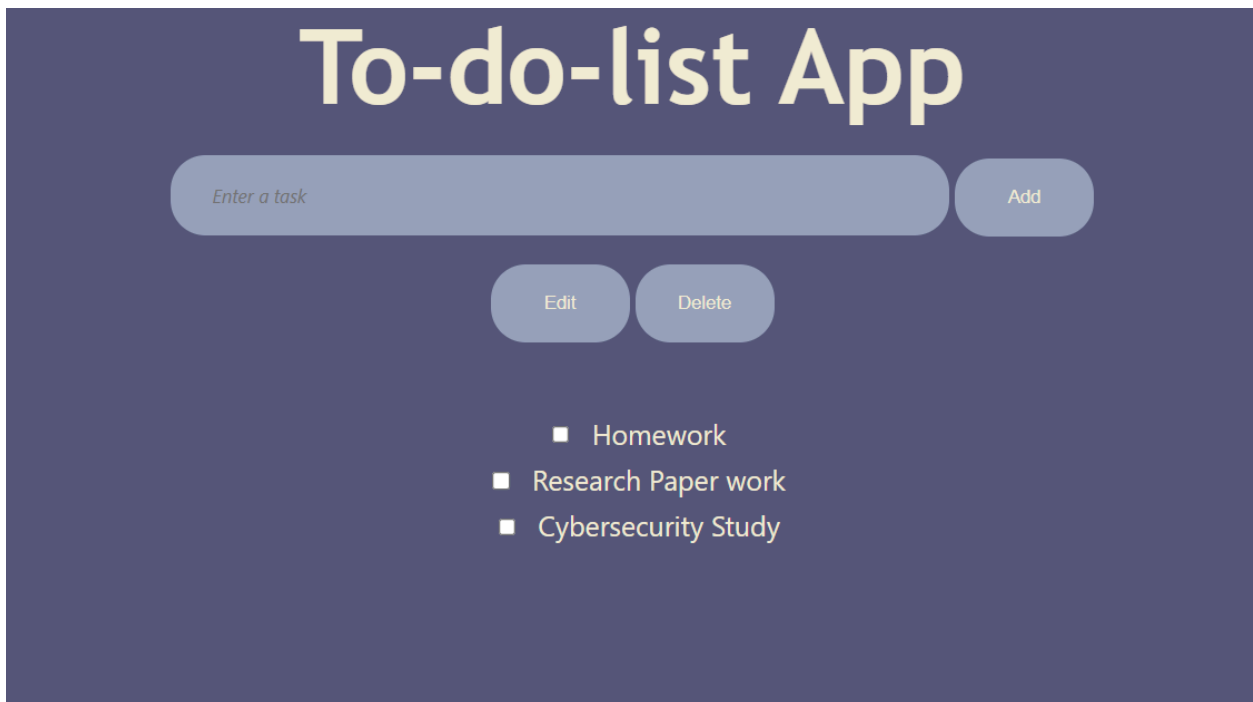 To-do-list App
Enter a task Add
Edit Delete
Homework
Research Paper work
Cybersecurity Study